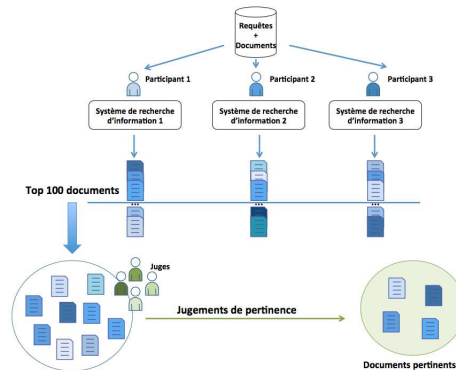 Requêtes
+
Documents
Participant 1
Participant 2
Participant 3
Système de recherche
d'information 1
Système de recherche
d'information 2
Système de recherche
d'information 3
Top 100 documents
...
...
...
Juges
Jugements de pertinence
Documents pertinents